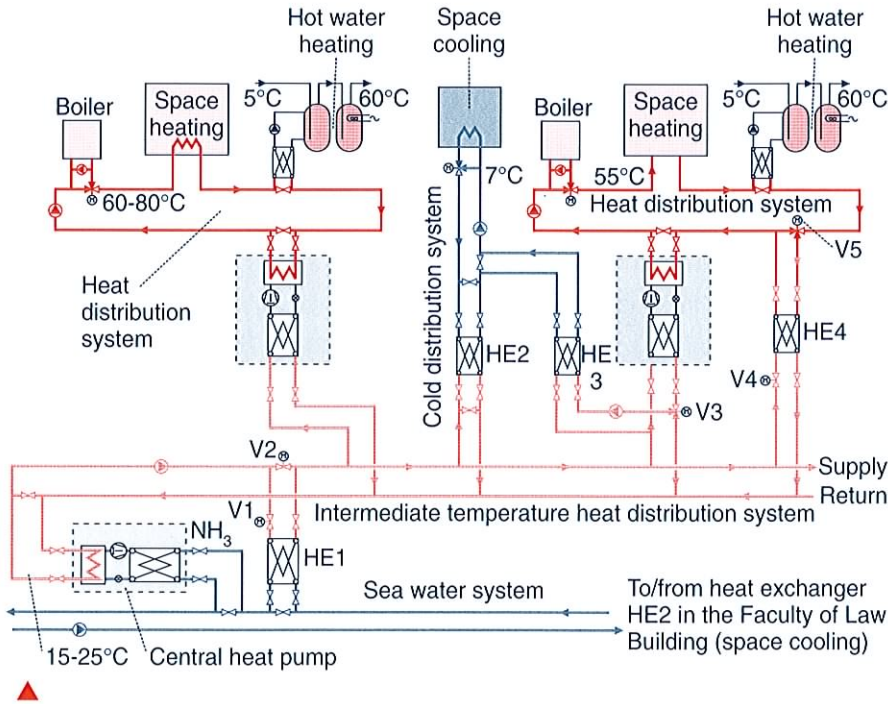 Hot water
heating
Space
cooling
Hot water
heating
Boiler
Space
heating
5°C
60°C
Boiler
Space
heating
5°C
60°C
60-80°C
7°C
55°C
Heat distribution system
V5
Heat
distribution
system
Cold distribution system
HE2
HE
3
HE4
V4
V3
V2
Supply
Return
V1
Intermediate temperature heat distribution system
NH3
HE1
Sea water system
To/from heat exchanger
HE2 in the Faculty of Law
Building (space cooling)
15-25°C
Central heat pump